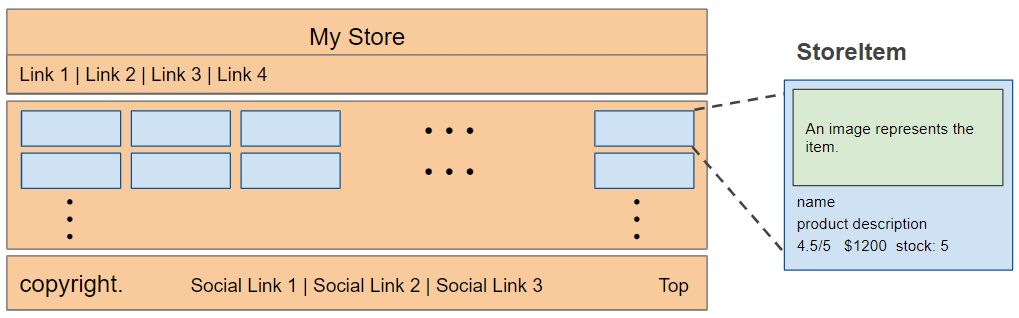 My Store
Link 1 | Link 2 | Link 3 | Link 4
StoreItem
An image represents the
item.
name
product description
4.5/5 $1200 stock: 5
copyright.
Social Link 1 | Social Link 2 | Social Link 3
Top